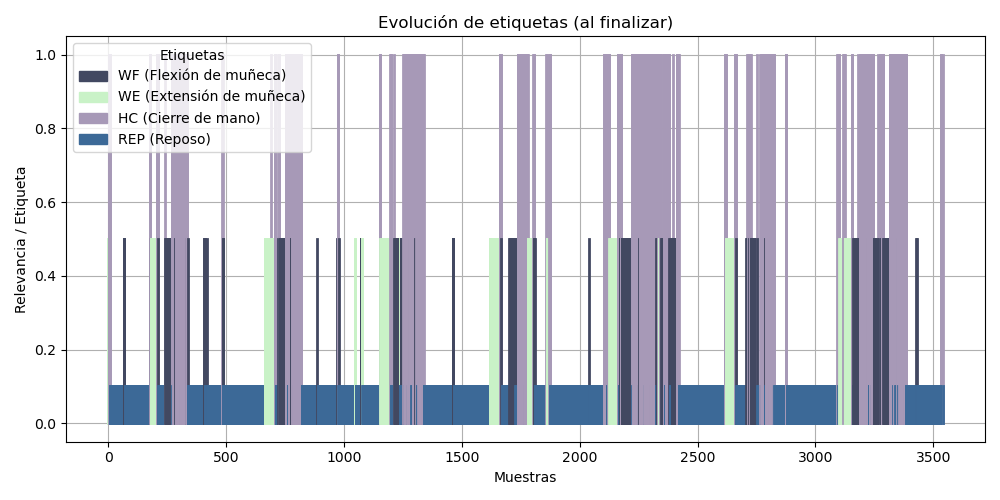 Evolución de etiquetas (al finalizar)
Relevancia / Etiqueta
1.0
0.8
0.6
0.4
0.2
0.0
Etiquetas
WF (Flexión de muñeca)
WE (Extensión de muñeca)
HC (Cierre de mano)
REP (Reposo)
0 500 1000 1500 2000 2500 3000 3500
Muestras